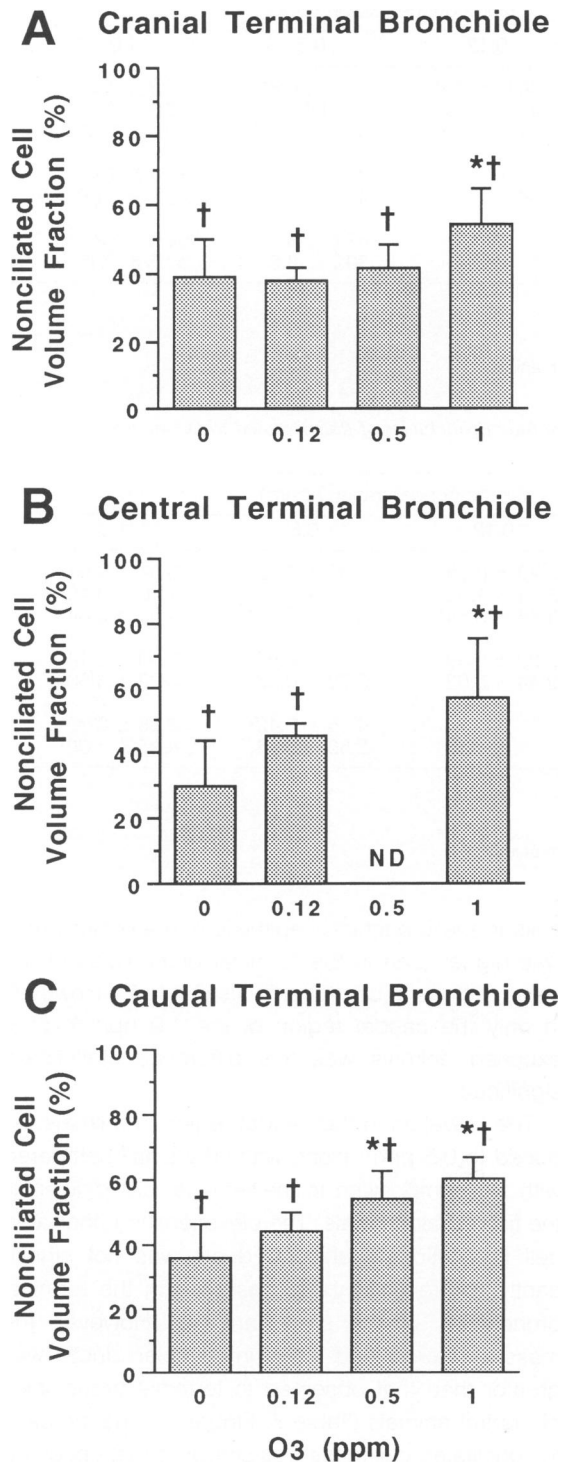 A Cranial Terminal Bronchiole
Nonciliated Cell
Volume Fraction (%)
100
80
60
40
20
0
†
†
†
*†
0 0.12 0.5 1
B Central Terminal Bronchiole
Nonciliated Cell
Volume Fraction (%)
100
80
60
40
20
0
†
†
ND
*†
0 0.12 0.5 1
C Caudal Terminal Bronchiole
Nonciliated Cell
Volume Fraction (%)
100
80
60
40
20
0
†
†
*†
*†
0 0.12 0.5 1
O3 (ppm)